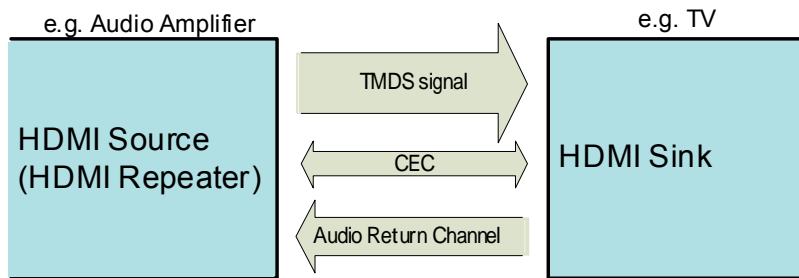 e.g. Audio Amplifier
e.g. TV
TMDS signal
HDMI Source
(HDMI Repeater)
CEC
HDMI Sink
Audio Return Channel